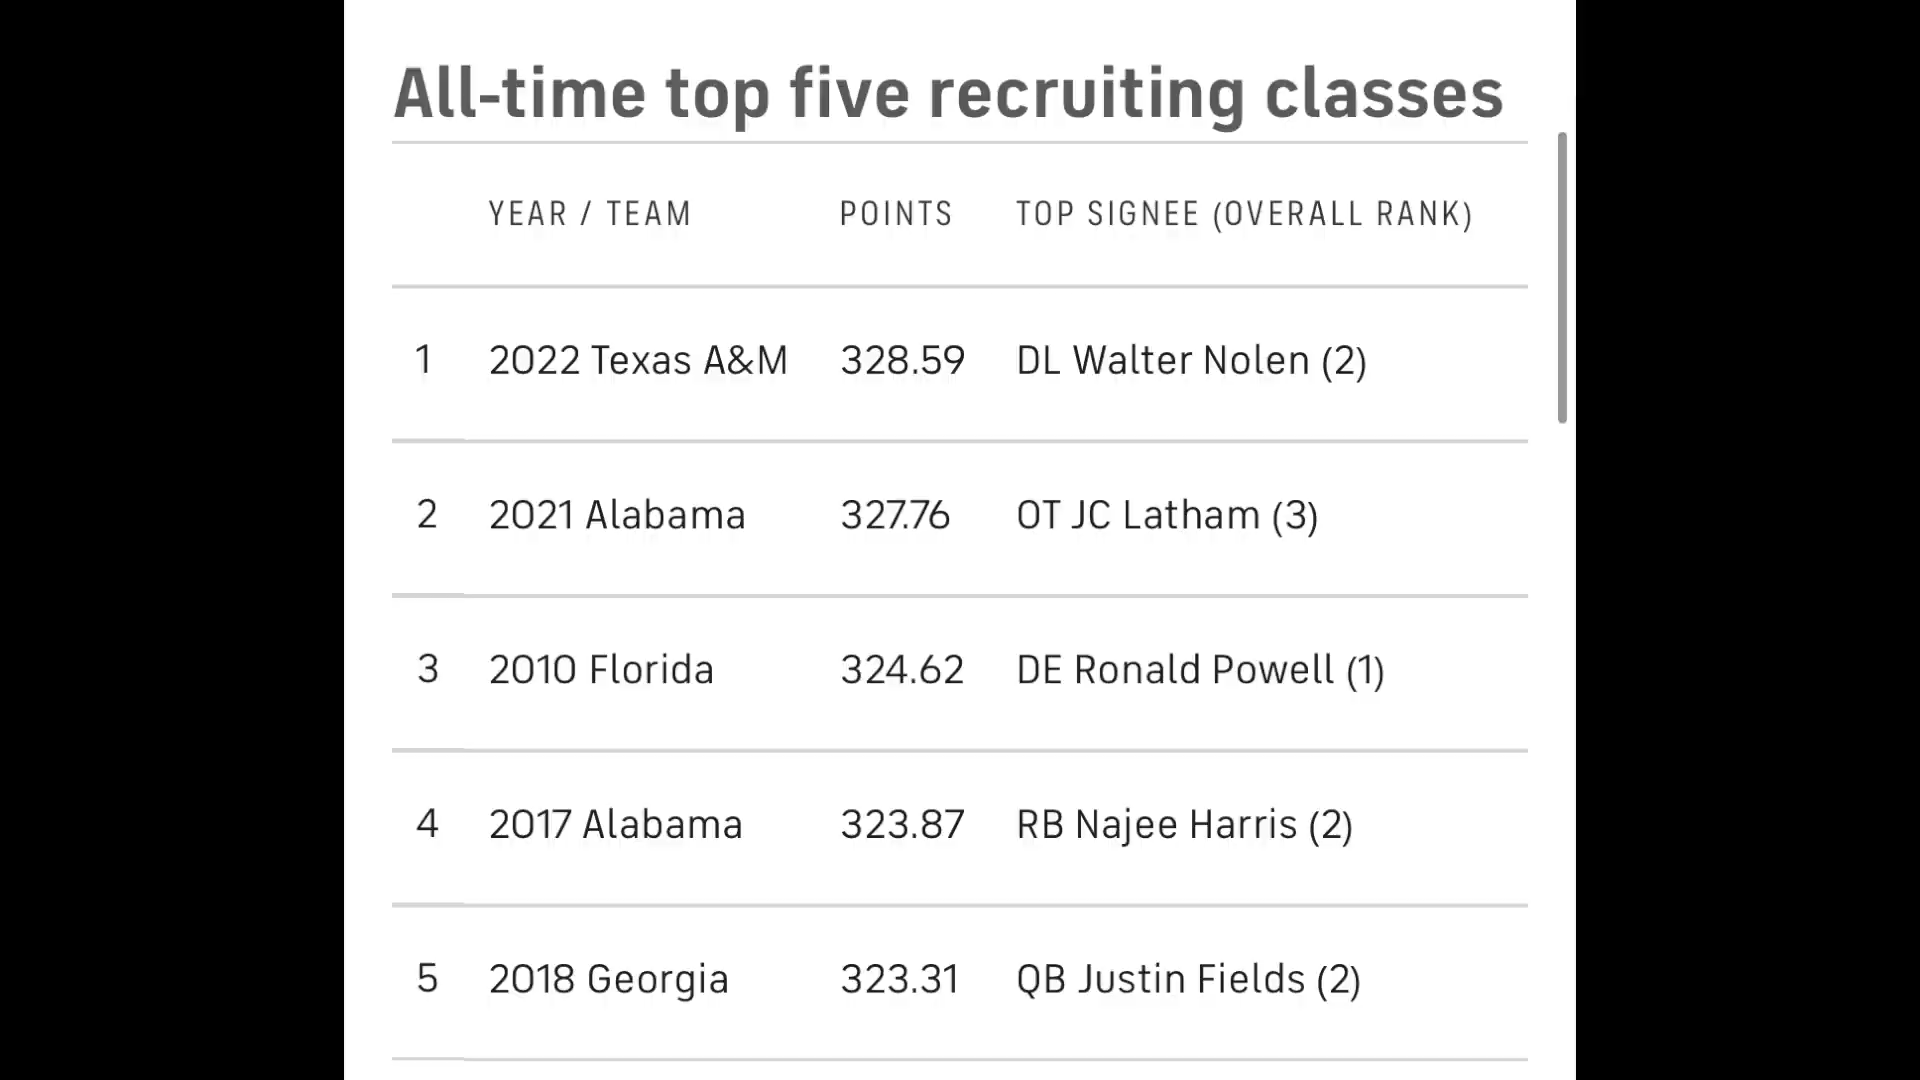 All-time top five recruiting classes
YEAR / TEAM POINTS TOP SIGNEE (OVERALL RANK)
1 2022 Texas A&M 328.59 DL Walter Nolen (2)
2 2021 Alabama 327.76 OT JC Latham (3)
3 2010 Florida 324.62 DE Ronald Powell (1)
4 2017 Alabama 323.87 RB Najee Harris (2)
5 2018 Georgia 323.31 QB Justin Fields (2)